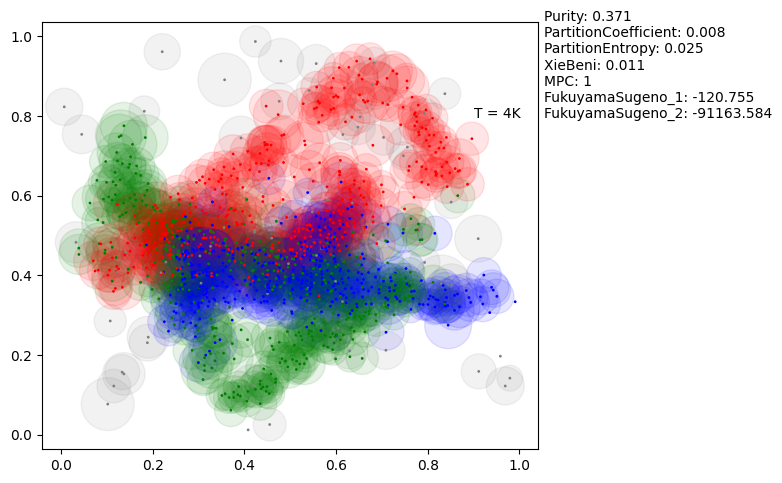 Purity: 0.371
PartitionCoefficient: 0.008
PartitionEntropy: 0.025
XieBeni: 0.011
MPC: 1
FukuyamaSugeno_1: -120.755
FukuyamaSugeno_2: -91163.584
T = 4K
1.0
0.8
0.6
0.4
0.2
0.0
0.0 0.2 0.4 0.6 0.8 1.0